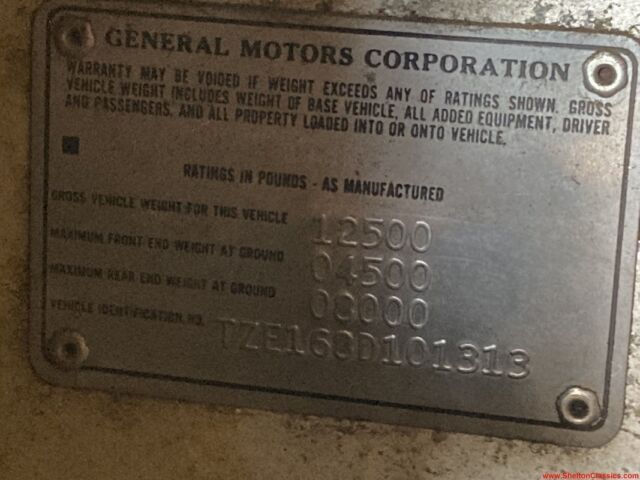 GENERAL MOTORS CORPORATION
WARRANTY MAY BE VOIDED IF WEIGHT EXCEEDS ANY OF RATINGS SHOWN. GROSS
VEHICLE WEIGHT INCLUDES WEIGHT OF BASE VEHICLE, ALL ADDED EQUIPMENT, DRIVER
AND PASSENGERS, AND ALL PROPERTY LOADED INTO OR ONTO VEHICLE.
RATINGS IN POUNDS - AS MANUFACTURED
GROSS VEHICLE WEIGHT FOR THIS VEHICLE 12500
MAXIMUM FRONT END WEIGHT AT GROUND 04500
MAXIMUM REAR END WEIGHT AT GROUND 08000
VEHICLE IDENTIFICATION NO. TZE163D101313
www.SheltonClassics.com